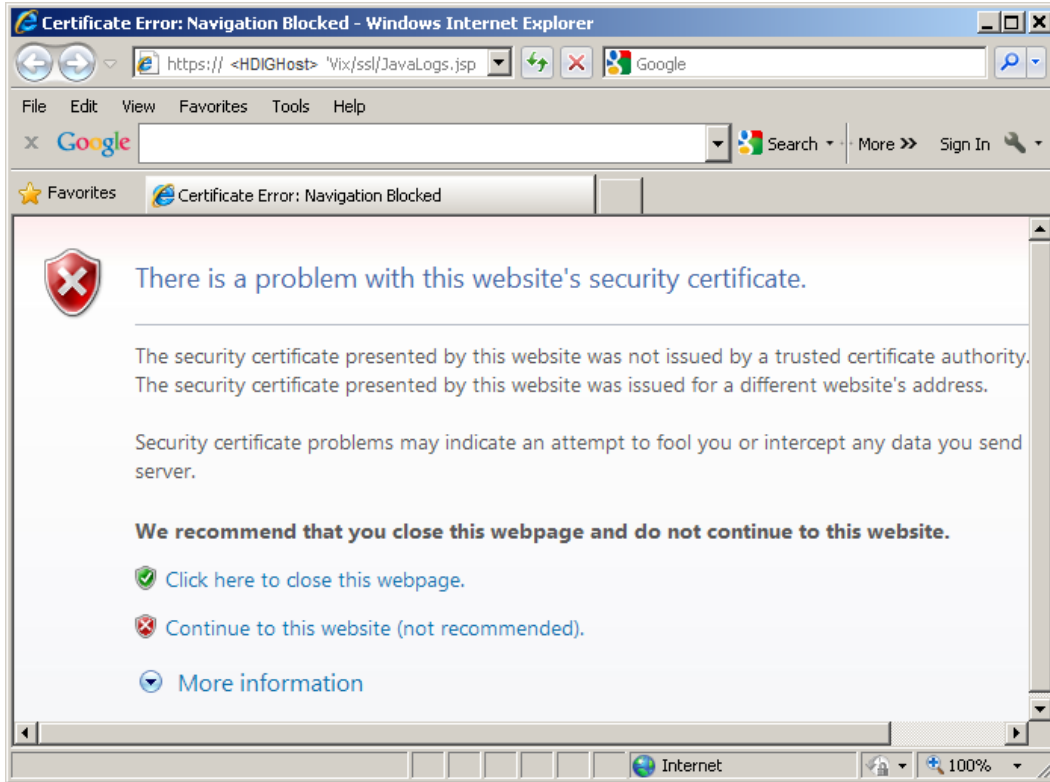 Certificate Error: Navigation Blocked - Windows Internet Explorer
https:// <HDIGHost> 'Vix/ssl/JavaLogs.jsp
Google
File Edit View Favorites Tools Help
x Google Search More >> Sign In
Favorites Certificate Error: Navigation Blocked
There is a problem with this website's security certificate.
The security certificate presented by this website was not issued by a trusted certificate authority.
The security certificate presented by this website was issued for a different website's address.
Security certificate problems may indicate an attempt to fool you or intercept any data you send
server.
We recommend that you close this webpage and do not continue to this website.
Click here to close this webpage.
Continue to this website (not recommended).
More information
Internet 100%